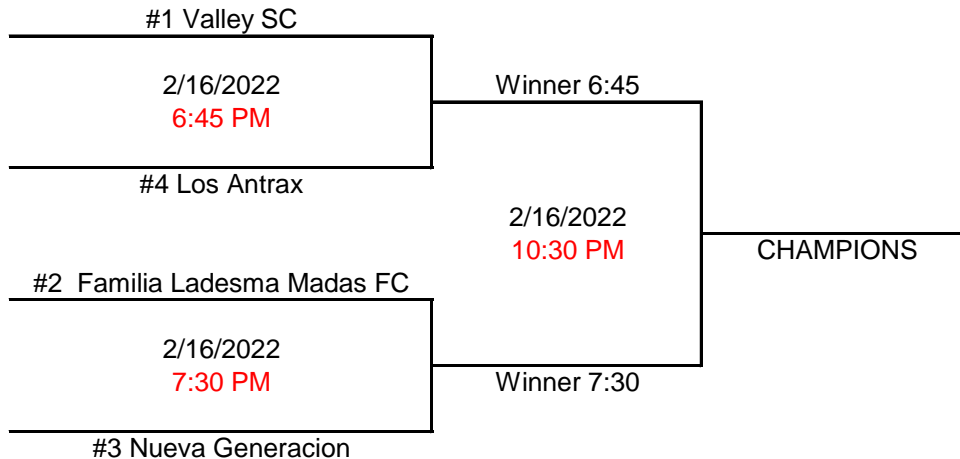 #1 Valley SC
2/16/2022
6:45 PM
Winner 6:45
#4 Los Antrax
2/16/2022
10:30 PM
CHAMPIONS
#2  Familia Ladesma Madas FC
2/16/2022
7:30 PM
Winner 7:30
#3 Nueva Generacion